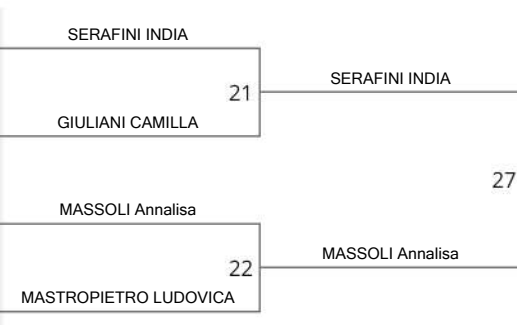 SERAFINI INDIA
21
SERAFINI INDIA
GIULIANI CAMILLA
27
MASSOLI Annalisa
22
MASSOLI Annalisa
MASTROPIETRO LUDOVICA